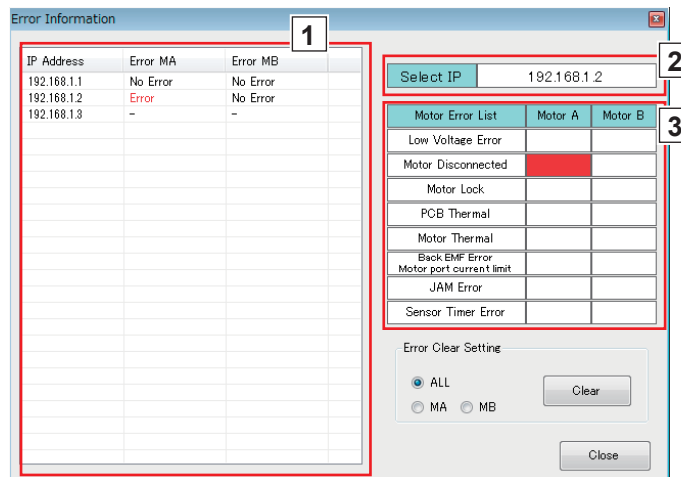 Error Information
1
IP Address Error MA Error MB
192.168.1.1 No Error No Error
192.168.1.2 Error No Error
192.168.1.3 – –
2
Select IP 192.168.1.2
3
Motor Error List Motor A Motor B
Low Voltage Error
Motor Disconnected
Motor Lock
PCB Thermal
Motor Thermal
Back EMF Error
Motor port current limit
JAM Error
Sensor Timer Error
Error Clear Setting
ALL
MA MB
Clear
Close